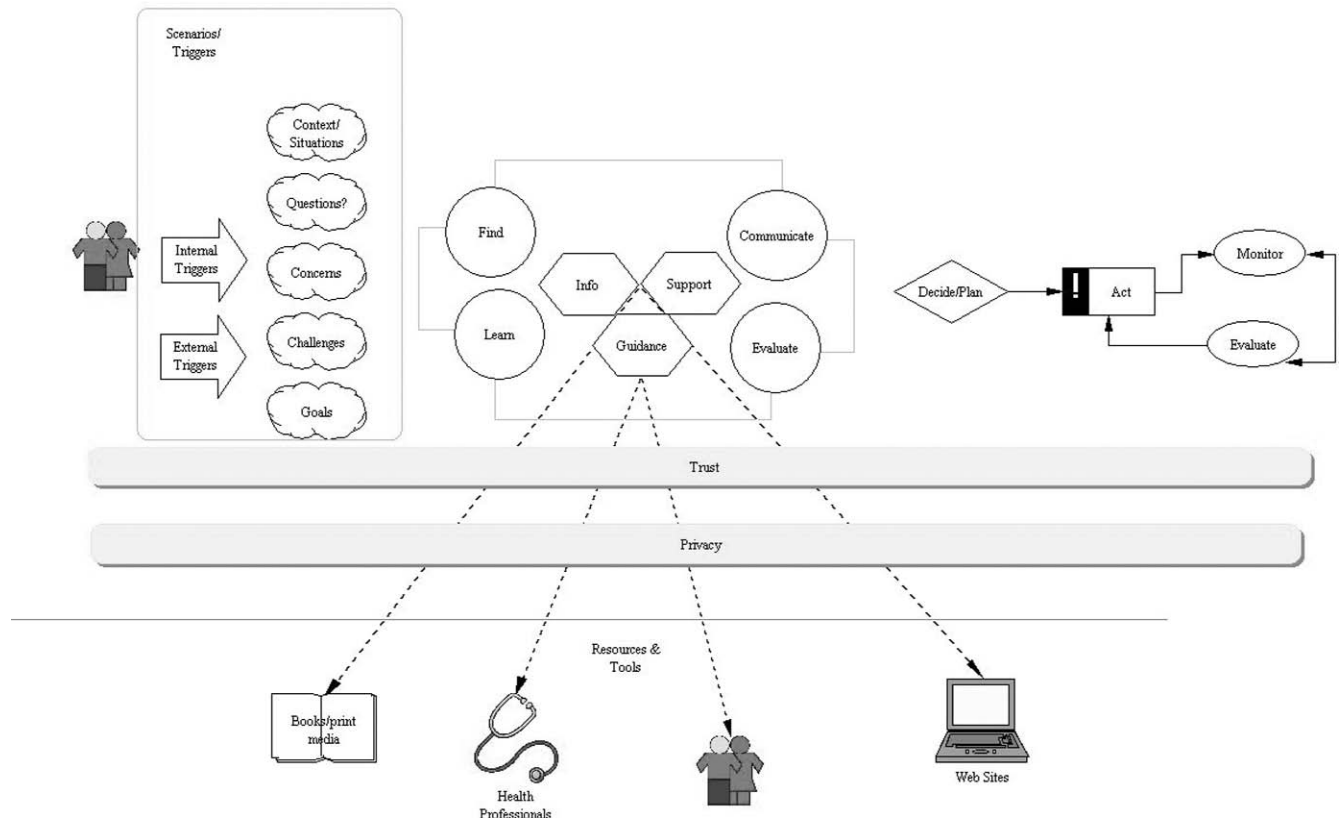 Scenarios/
Triggers
Context/
Situations
Questions?
Internal
Triggers
Concerns
External
Triggers
Challenges
Goals
Find
Communicate
Info
Support
Learn
Guidance
Evaluate
Decide/Plan
!
Act
Monitor
Evaluate
Trust
Privacy
Resources &
Tools
Books/print
media
Health
Professionals
Web Sites